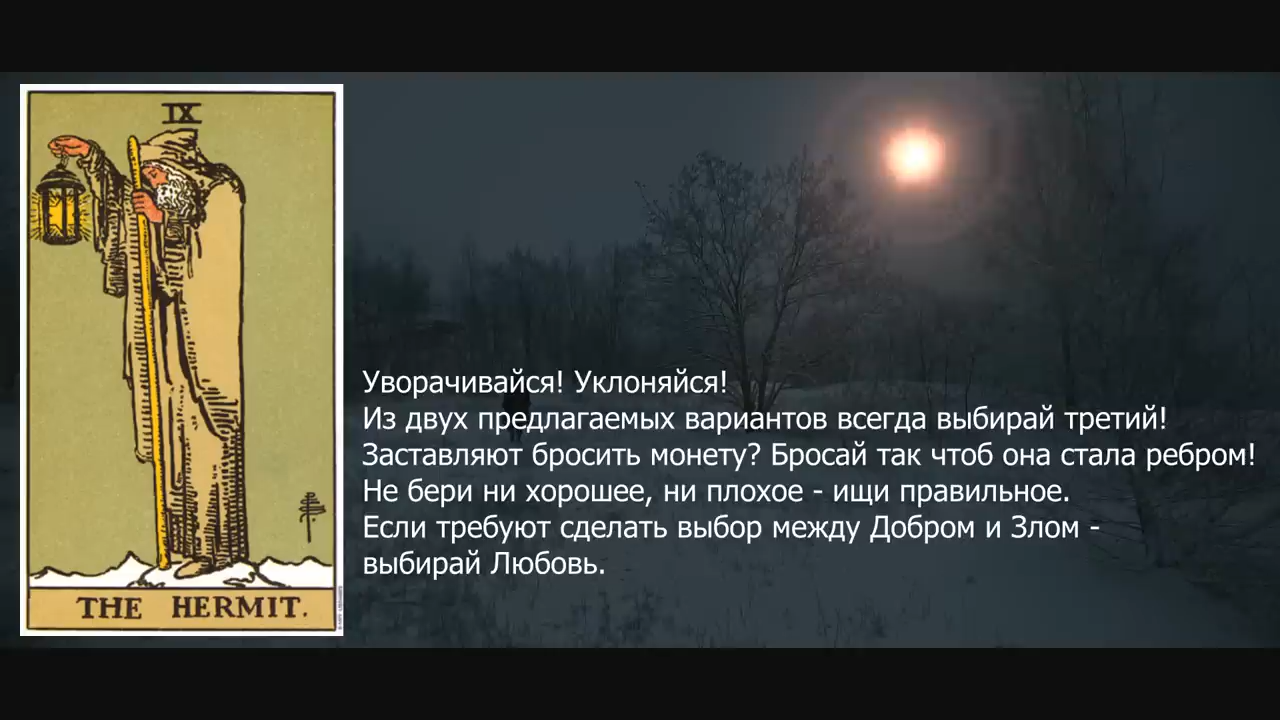 IX
THE HERMIT.
Уворачивайся! Уклоняйся!
Из двух предлагаемых вариантов всегда выбирай третий!
Заставляют бросить монету? Бросай так чтоб она стала ребром!
Не бери ни хорошее, ни плохое - ищи правильное.
Если требуют сделать выбор между Добром и Злом -
выбирай Любовь.